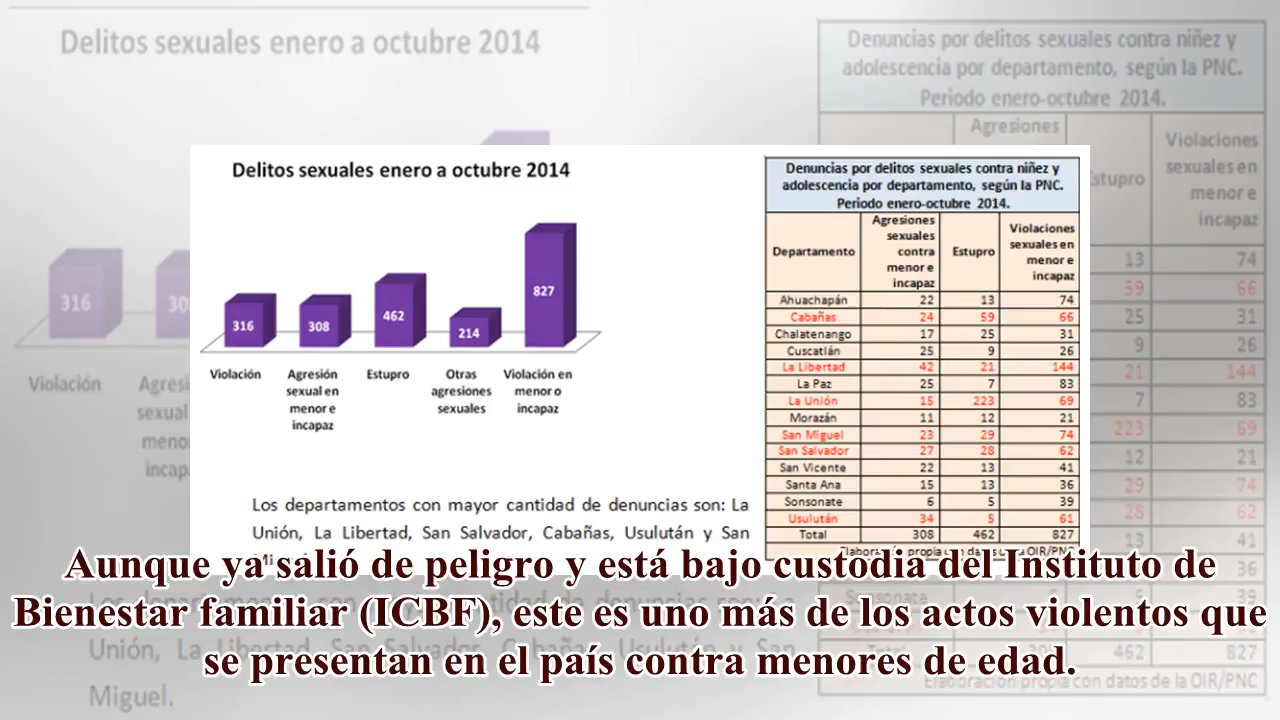 Delitos sexuales enero a octubre 2014
316
308
462
214
827
Violación
Agresión sexual en menor e incapaz
Estupro
Otras agresiones sexuales
Violación en menor o incapaz
Los departamentos con mayor cantidad de denuncias son: La
Unión, La Libertad, San Salvador, Cabañas, Usulután y San
Denuncias por delitos sexuales contra niñez y
adolescencia por departamento, según la PNC.
Periodo enero-octubre 2014.
Departamento Agresiones sexuales contra menor e incapaz Estupro Violaciones sexuales en menor e incapaz
Ahuachapán 22 13 74
Cabañas 24 59 66
Chalatenango 17 25 31
Cuscatlán 25 9 26
La Libertad 42 21 144
La Paz 25 7 83
La Unión 15 223 69
Morazán 11 12 21
San Miguel 23 29 74
San Salvador 27 28 62
San Vicente 22 13 41
Santa Ana 15 13 36
Sonsonate 6 5 39
Usulután 34 5 61
Total 308 462 827
Elaboración propia con datos de la OIR/PNC
Aunque ya salió de peligro y está bajo custodia del Instituto de
Bienestar familiar (ICBF), este es uno más de los actos violentos que
se presentan en el país contra menores de edad.